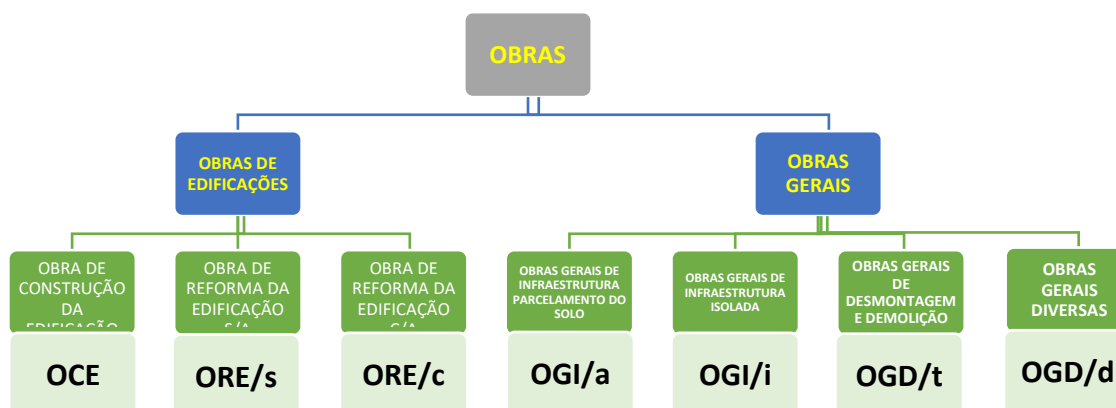 OBRAS
OBRAS DE
EDIFICAÇÕES
OBRAS
GERAIS
OBRA DE
CONSTRUÇÃO
DA
EDIFICAÇÃO
OBRA DE
REFORMA DA
EDIFICAÇÃO
S/A
OBRA DE
REFORMA DA
EDIFICAÇÃO
C/A
OBRAS GERAIS DE
INFRAESTRUTURA
PARCELAMENTO DO
SOLO
OBRAS GERAIS DE
INFRAESTRUTURA
ISOLADA
OBRAS GERAIS
DE
DESMONTAGEM
E DEMOLIÇÃO
OBRAS
GERAIS
DIVERSAS
OCE
ORE/s
ORE/c
OGI/a
OGI/i
OGD/t
OGD/d